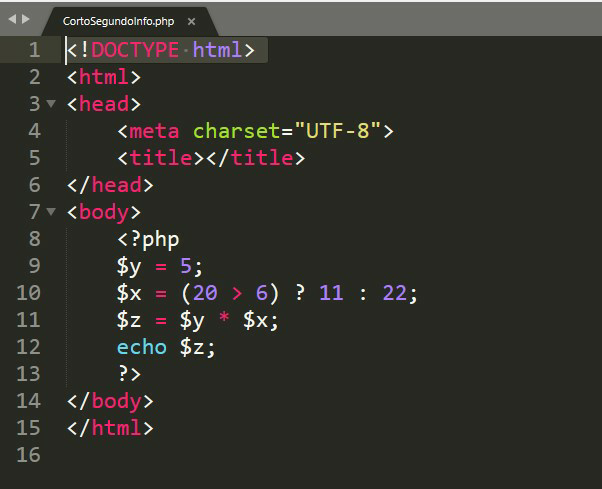 CortoSegundoInfo.php ×
1 <!DOCTYPE html>
2 <html>
3 <head>
4 <meta charset="UTF-8">
5 <title></title>
6 </head>
7 <body>
8 <?php
9 $y = 5;
10 $x = (20 > 6) ? 11 : 22;
11 $z = $y * $x;
12 echo $z;
13 ?>
14 </body>
15 </html>
16